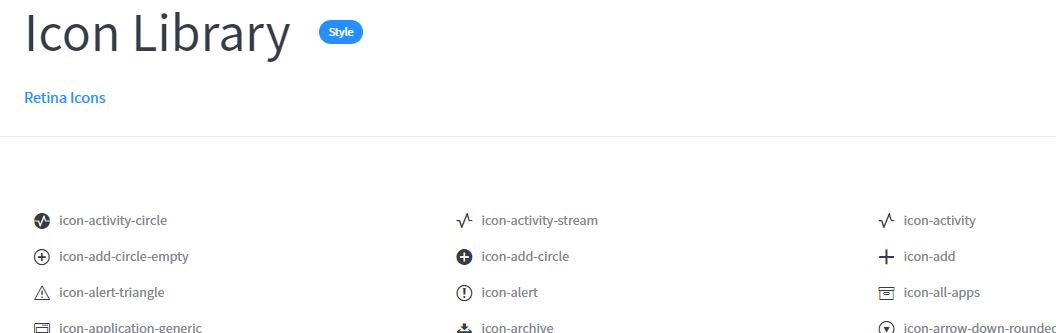 Icon Library Style
Retina Icons
icon-activity-circle icon-activity-stream icon-activity
icon-add-circle-empty icon-add-circle icon-add
icon-alert-triangle icon-alert icon-all-apps
icon-application-generic icon-archive icon-arrow-down-rounded